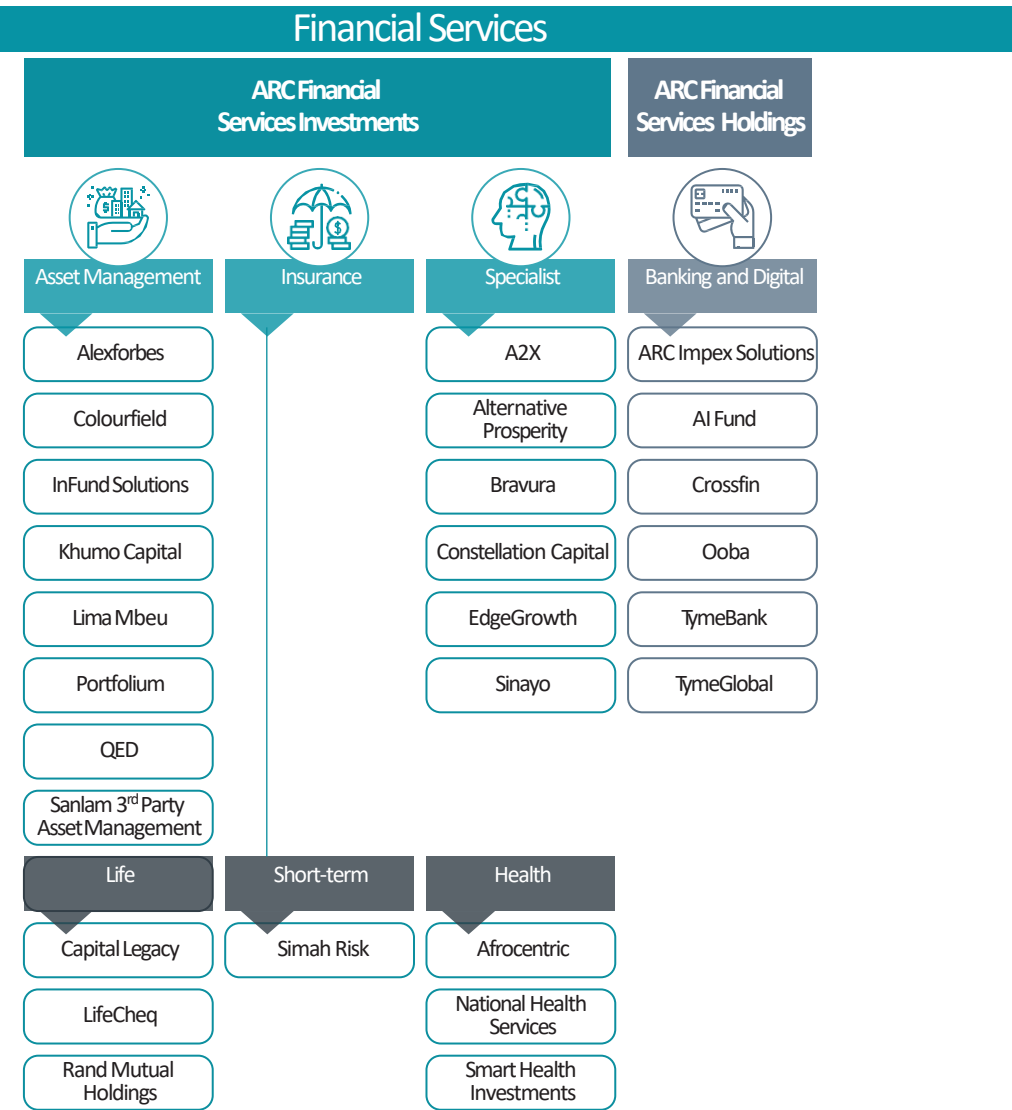 Financial Services
ARC Financial
Services Investments
ARC Financial
Services Holdings
Asset Management
Insurance
Specialist
Banking and Digital
Alexforbes
A2X
ARC Impex Solutions
Colourfield
Alternative
Prosperity
AI Fund
InFund Solutions
Bravura
Crossfin
Khumo Capital
Constellation Capital
Ooba
Lima Mbeu
EdgeGrowth
TymeBank
Portfolium
Sinayo
TymeGlobal
QED
Sanlam 3rd Party
Asset Management
Life
Short-term
Health
Capital Legacy
Simah Risk
Afrocentric
LifeCheq
National Health
Services
Rand Mutual
Holdings
Smart Health
Investments